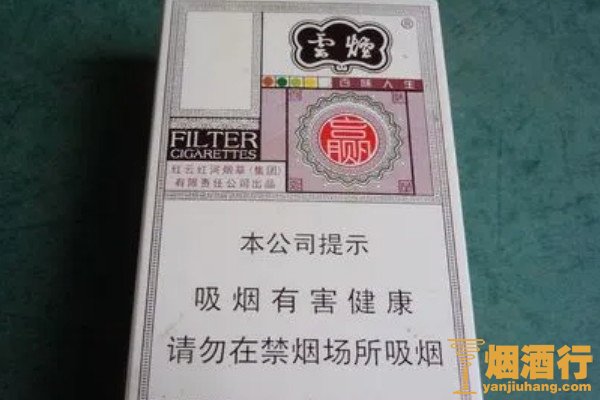 雲煙
®
百味人生
赢
FILTER
CIGARETTES
红云红河烟草(集团)
有限责任公司出品
本公司提示
吸烟有害健康
请勿在禁烟场所吸烟
烟酒行
yanjiuhang.com